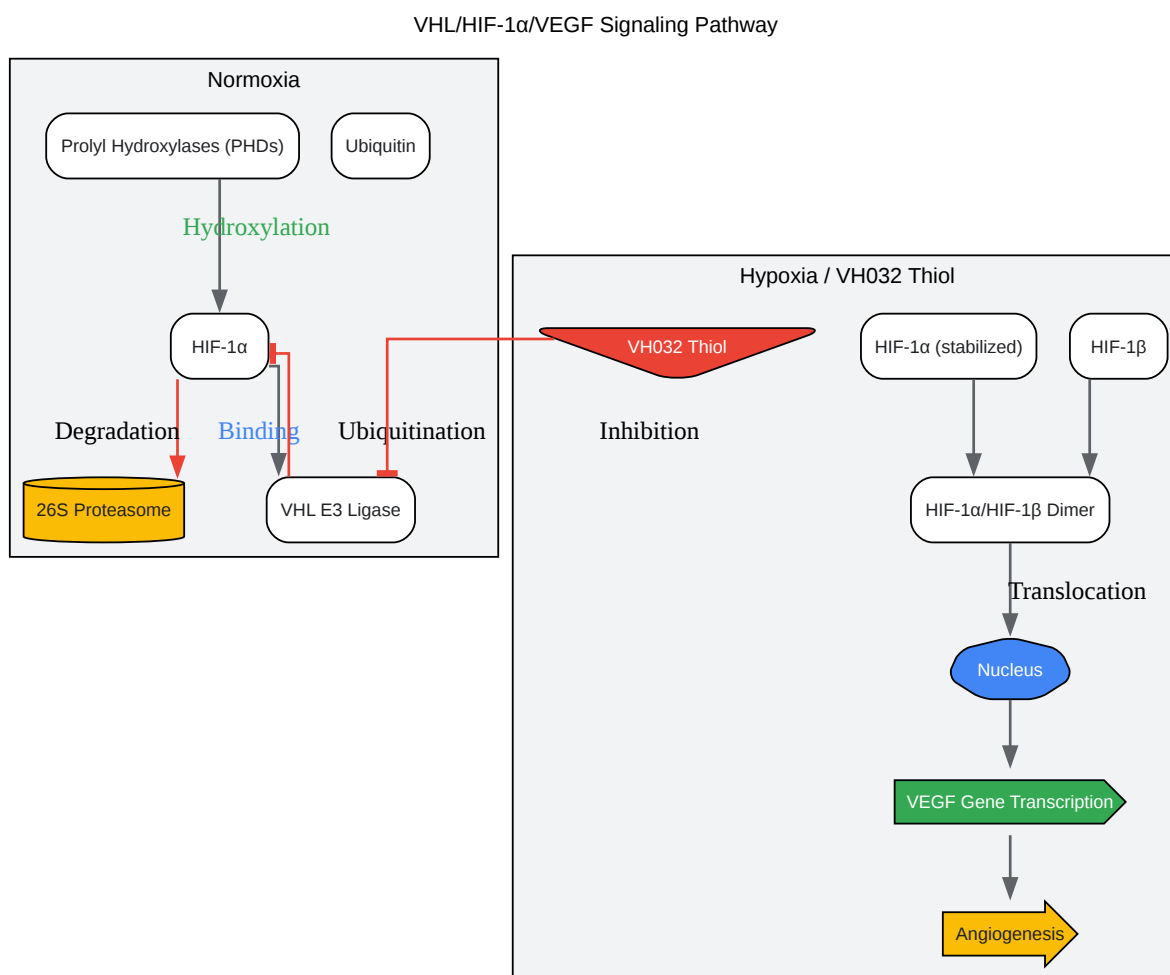 VHL/HIF-1α/VEGF Signaling Pathway
Normoxia
Prolyl Hydroxylases (PHDs)
Ubiquitin
Hydroxylation
HIF-1α
Degradation
Binding
Ubiquitination
26S Proteasome
VHL E3 Ligase
Hypoxia / VH032 Thiol
VH032 Thiol
HIF-1α (stabilized)
HIF-1β
Inhibition
HIF-1α/HIF-1β Dimer
Translocation
Nucleus
VEGF Gene Transcription
Angiogenesis